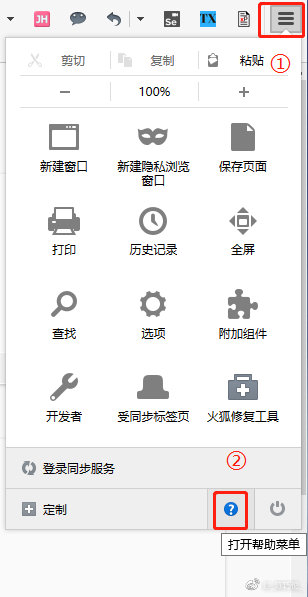 JH
Se
TX
剪切
复制
粘贴
①
100%
新建窗口
新建隐私浏览
窗口
保存页面
打印
历史记录
全屏
查找
选项
附加组件
开发者
受同步标签页
火狐修复工具
②
登录同步服务
定制
?
打开帮助菜单